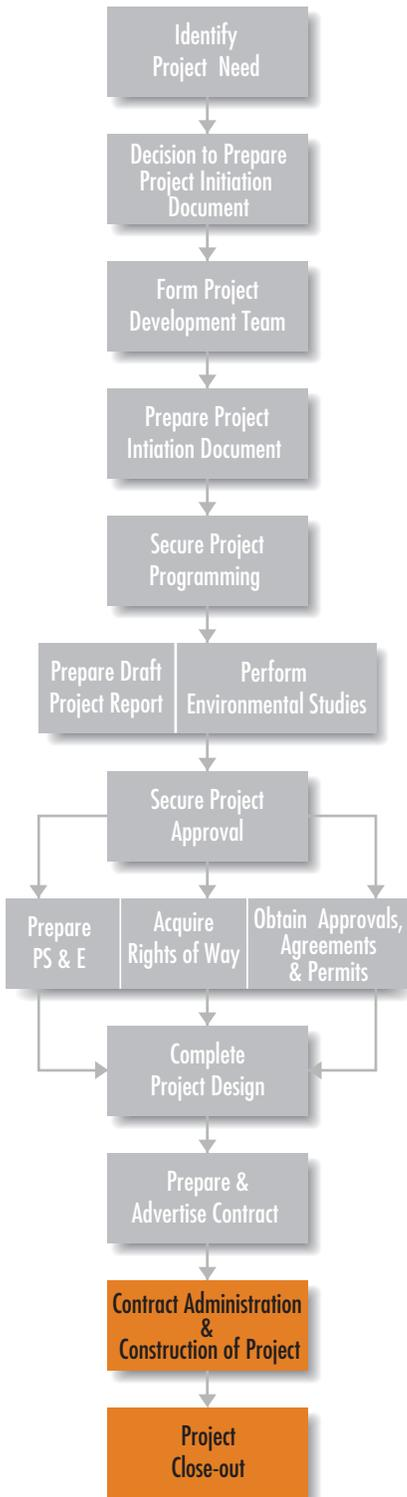 Identify
Project Need
Decision to Prepare
Project Initiation
Document
Form Project
Development Team
Prepare Project
Intiation Document
Secure Project
Programming
Prepare Draft
Project Report
Perform
Environmental Studies
Secure Project
Approval
Prepare
PS & E
Acquire
Rights of Way
Obtain Approvals,
Agreements
& Permits
Complete
Project Design
Prepare &
Advertise Contract
Contract Administration
&
Construction of Project
Project
Close-out